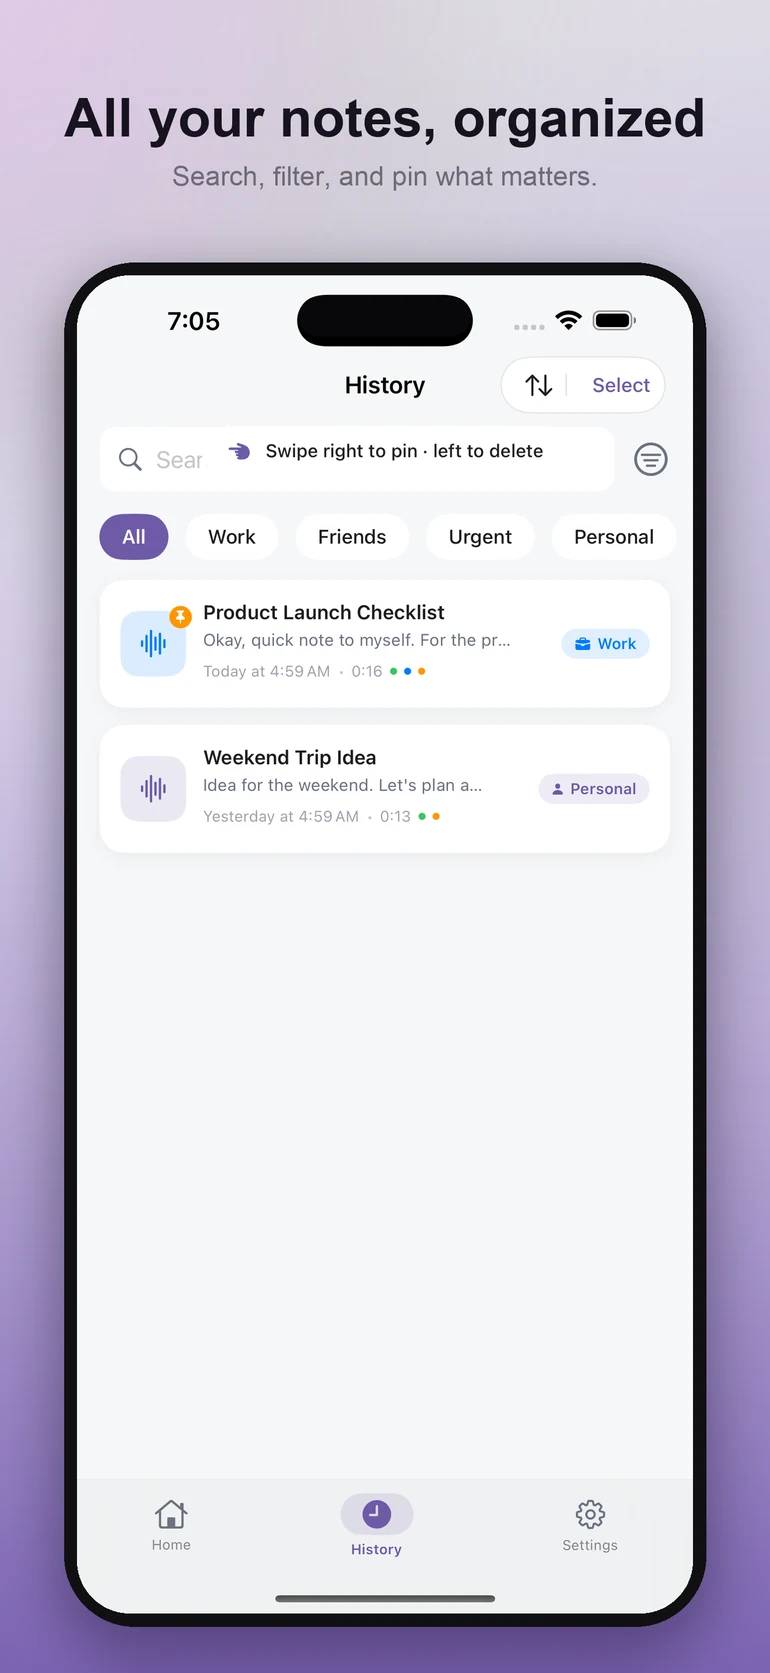 All your notes, organized
Search, filter, and pin what matters.
7:05
History
Select
Sear
Swipe right to pin · left to delete
All
Work
Friends
Urgent
Personal
Product Launch Checklist
Okay, quick note to myself. For the pr...
Today at 4:59 AM • 0:16
Work
Weekend Trip Idea
Idea for the weekend. Let's plan a...
Yesterday at 4:59 AM • 0:13
Personal
Home
History
Settings